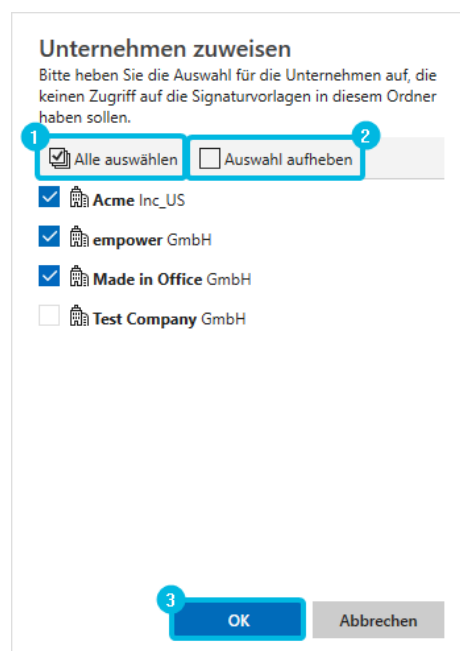 Unternehmen zuweisen
Bitte heben Sie die Auswahl für die Unternehmen auf, die
keinen Zugriff auf die Signaturvorlagen in diesem Ordner
haben sollen.
1 2
Alle auswählen Auswahl aufheben
Acme Inc_US
empower GmbH
Made in Office GmbH
Test Company GmbH
3
OK Abbrechen